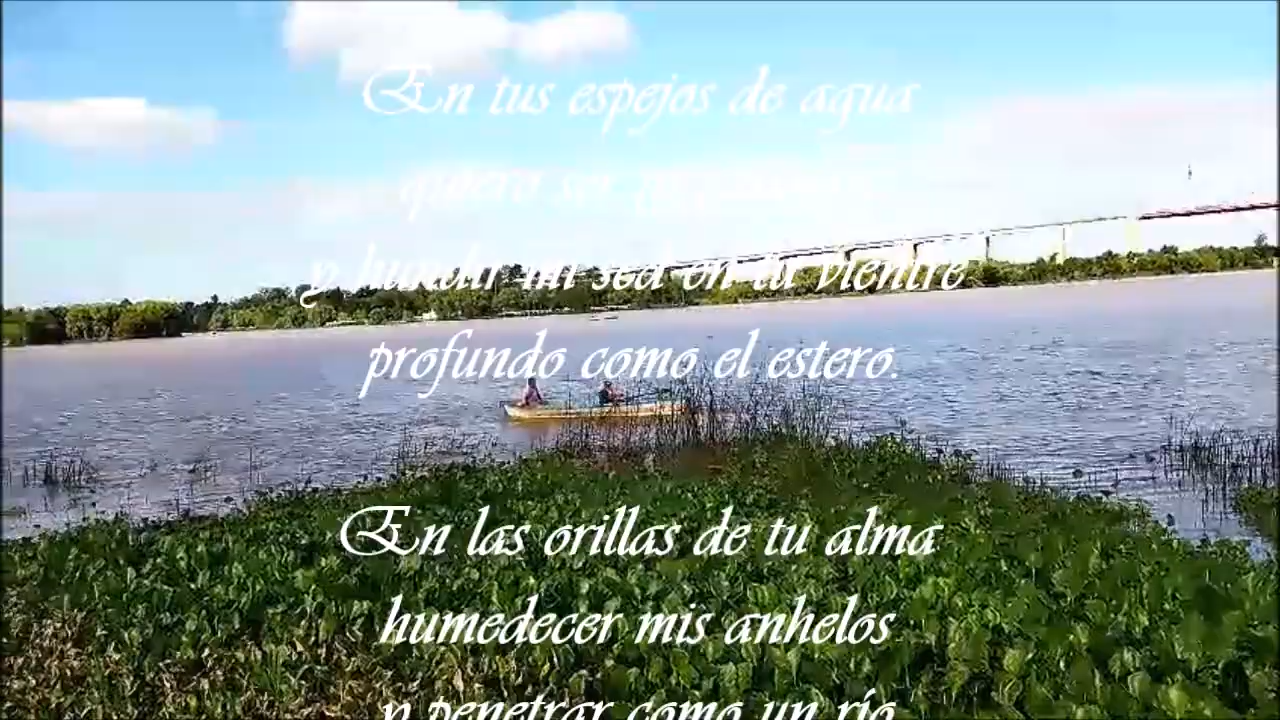 En tus espejos de agua
quiero ser tu
y hundir mi sed en tu vientre
profundo como el estero.
En las orillas de tu alma
humedecer mis anhelos
y penetrar como un río